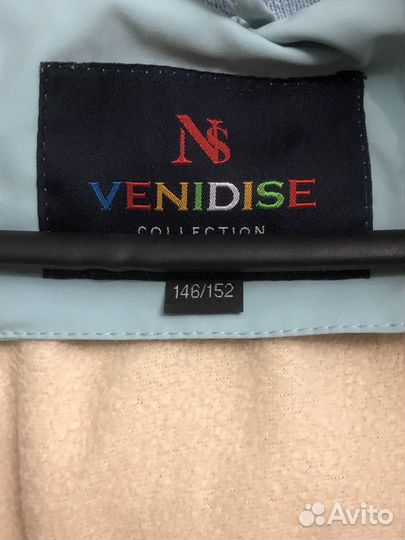 NS
VENIDISE
COLLECTION
146/152
Avito